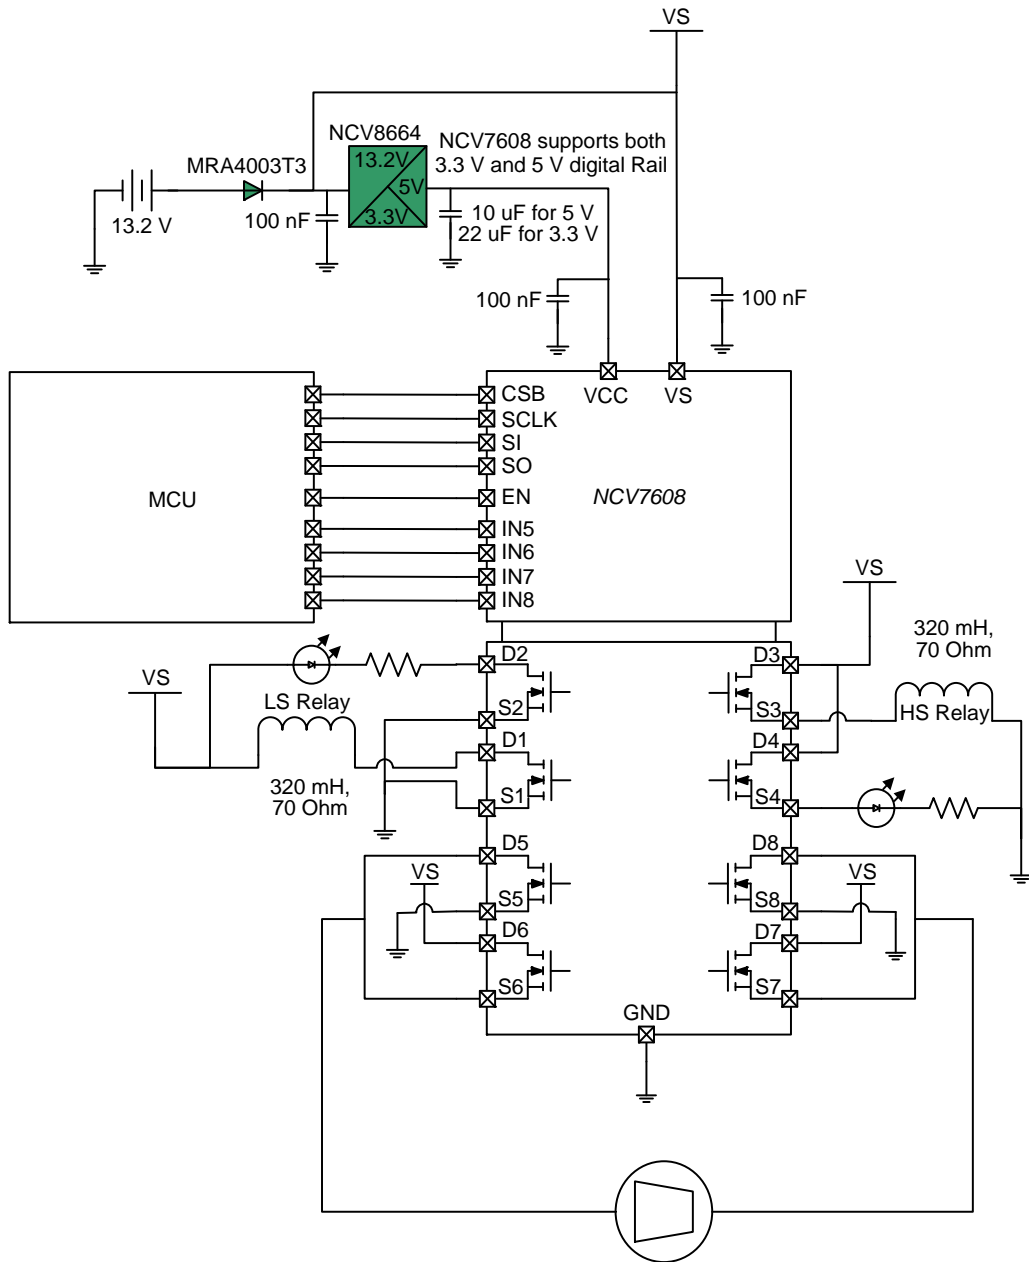 VS
NCV8664
NCV7608 supports both
3.3 V and 5 V digital Rail
MRA4003T3
13.2V
5V
3.3V
13.2 V
100 nF
10 uF for 5 V
22 uF for 3.3 V
100 nF
100 nF
VCC
VS
CSB
SCLK
SI
SO
EN
IN5
IN6
IN7
IN8
MCU
NCV7608
VS
320 mH,
70 Ohm
HS Relay
VS
LS Relay
320 mH,
70 Ohm
D2
S2
D1
S1
D3
S3
D4
S4
D5
S5
D6
S6
VS
D8
S8
D7
S7
VS
GND